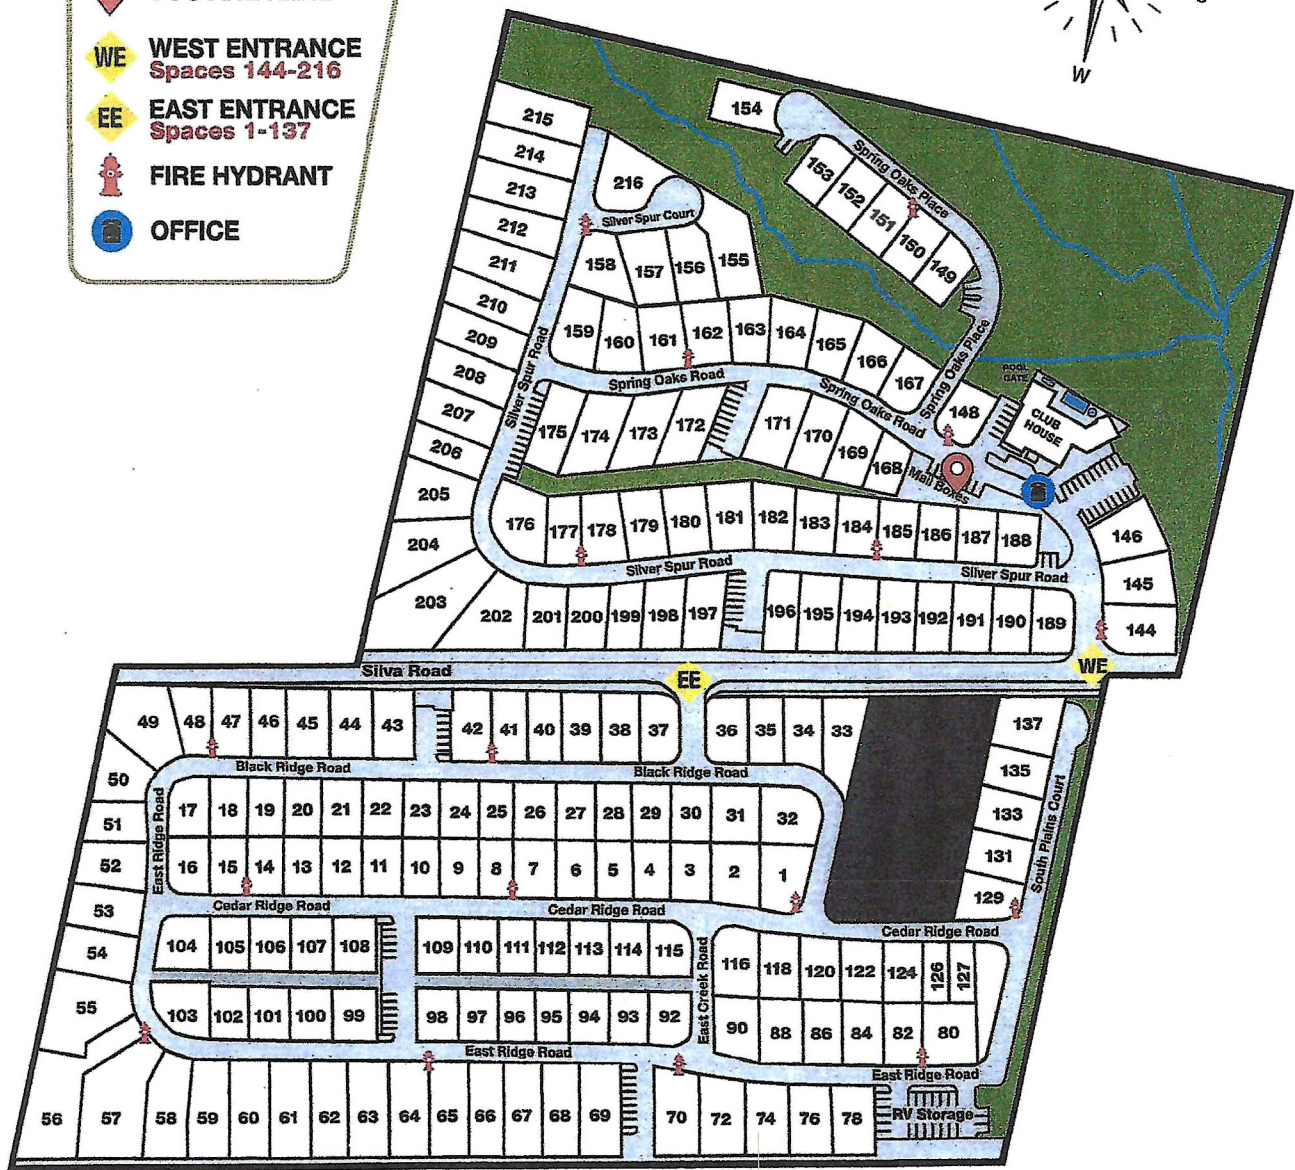 WE WEST ENTRANCE
Spaces 144-216
EE EAST ENTRANCE
Spaces 1-137
FIRE HYDRANT
OFFICE
W
154
215
214
213
212
211
210
209
208
207
206
205
204
203
202
216
Silver Spur Court
158 157 156 155
153 152 151 150 149
Spring Oaks Place
Spring Oaks Place
Spring Oaks Place
159 160 161 162 163 164 165 166 167
148
POOL
GATE
CLUB
HOUSE
Silver Spur Road
Spring Oaks Road
Spring Oaks Road
175 174 173 172 171 170 169 168
Mail Boxes
176 177 178 179 180 181 182 183 184 185 186 187 188
146
145
144
Silver Spur Road
Silver Spur Road
201 200 199 198 197 196 195 194 193 192 191 190 189
Silva Road
EE
WE
49 48 47 46 45 44 43 42 41 40 39 38 37 36 35 34 33
137
135
133
131
129
South Plains Court
Black Ridge Road
Black Ridge Road
50
51
52
53
54
55
East Ridge Road
17 18 19 20 21 22 23 24 25 26 27 28 29 30 31 32
16 15 14 13 12 11 10 9 8 7 6 5 4 3 2 1
Cedar Ridge Road
Cedar Ridge Road
Cedar Ridge Road
104 105 106 107 108 109 110 111 112 113 114 115
East Creek Road
116 118 120 122 124 126 127
103 102 101 100 99 98 97 96 95 94 93 92
90 88 86 84 82 80
East Ridge Road
East Ridge Road
56 57 58 59 60 61 62 63 64 65 66 67 68 69 70 72 74 76 78
RV Storage